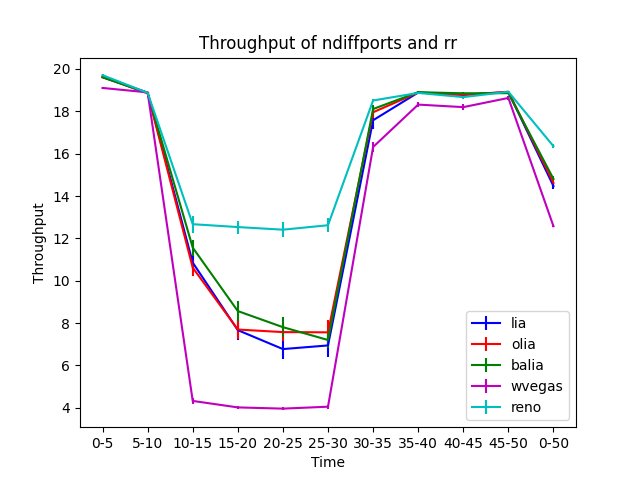 Throughput of ndiffports and rr
Throughput
20
18
16
14
12
10
8
6
4
lia
olia
balia
wvegas
reno
0-5 5-10 10-15 15-20 20-25 25-30 30-35 35-40 40-45 45-50 0-50
Time